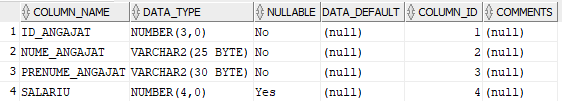 COLUMN_NAME DATA_TYPE NULLABLE DATA_DEFAULT COLUMN_ID COMMENTS
1 ID_ANGAJAT NUMBER(3,0) No (null) 1 (null)
2 NUME_ANGAJAT VARCHAR2(25 BYTE) No (null) 2 (null)
3 PRENUME_ANGAJAT VARCHAR2(30 BYTE) No (null) 3 (null)
4 SALARIU NUMBER(4,0) Yes (null) 4 (null)